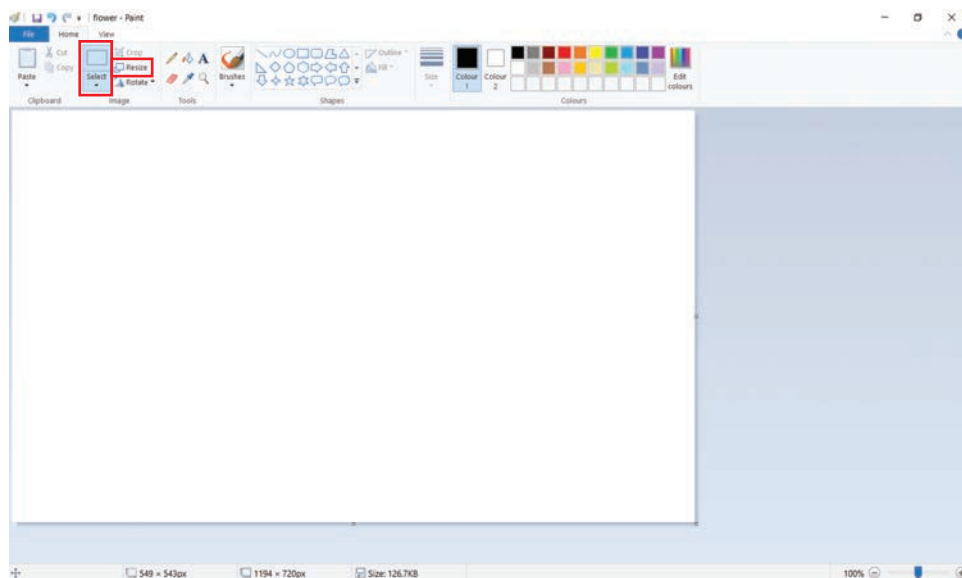 flower - Paint
File Home View
Paste
Cut
Copy
Clipboard
Select
Crop
Resize
Rotate
Image
A
Tools
Brushes
Outline
Fill
Shapes
Size
Colour 1
Colour 2
Edit colours
Colours
549 × 543px
1194 × 720px
Size: 126.7KB
100%